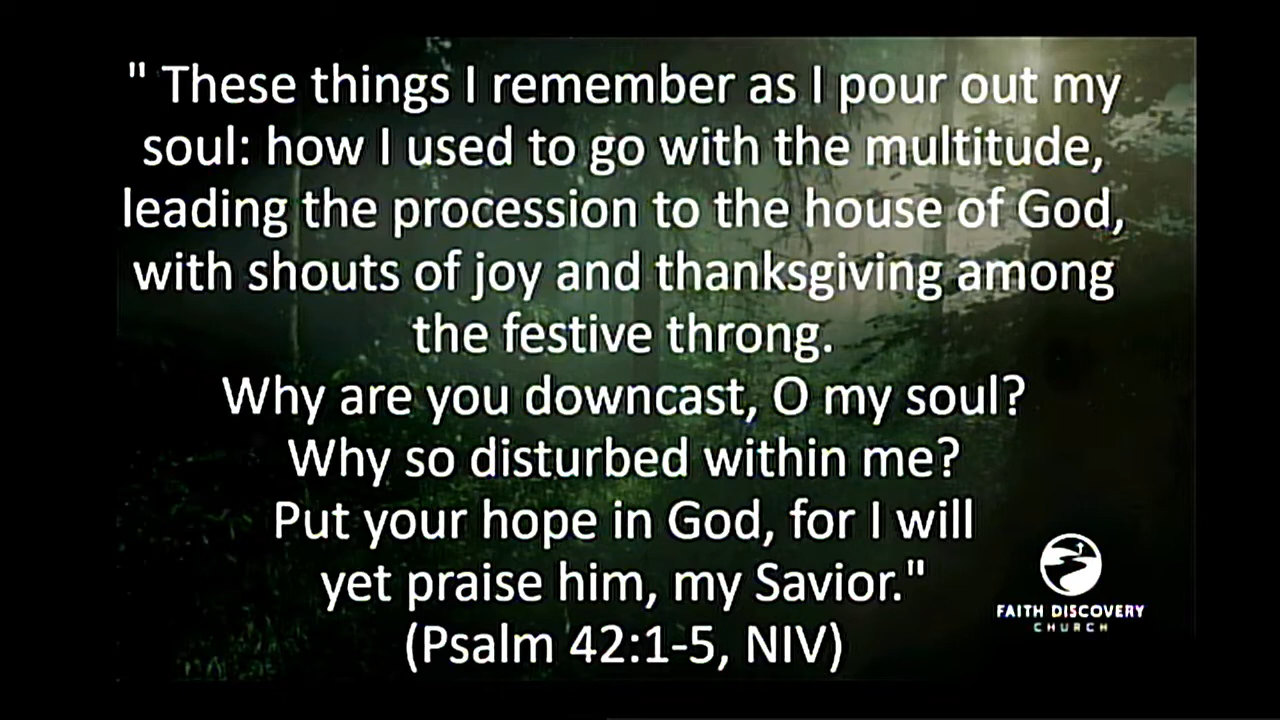 " These things I remember as I pour out my
soul: how I used to go with the multitude,
leading the procession to the house of God,
with shouts of joy and thanksgiving among
the festive throng.
Why are you downcast, O my soul?
Why so disturbed within me?
Put your hope in God, for I will
yet praise him, my Savior."
(Psalm 42:1-5, NIV)
FAITH DISCOVERY
CHURCH